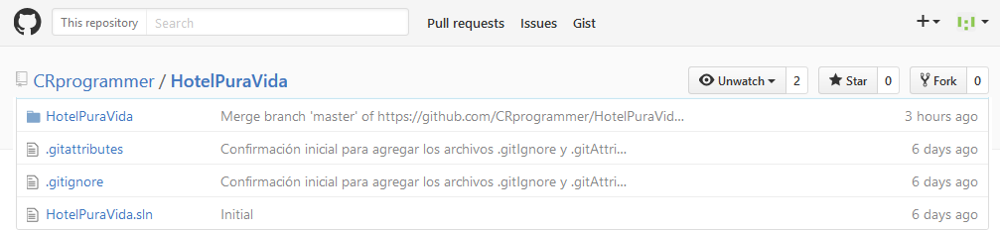 This repository Search Pull requests Issues Gist
CRprogrammer / HotelPuraVida Unwatch 2 Star 0 Fork 0
HotelPuraVida Merge branch 'master' of https://github.com/CRprogrammer/HotelPuraVid... 3 hours ago
.gitattributes Confirmación inicial para agregar los archivos .gitIgnore y .gitAttri... 6 days ago
.gitignore Confirmación inicial para agregar los archivos .gitIgnore y .gitAttri... 6 days ago
HotelPuraVida.sln Initial 6 days ago